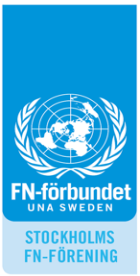 FN-förbundet
UNA SWEDEN
STOCKHOLMS
FN-FÖRENING